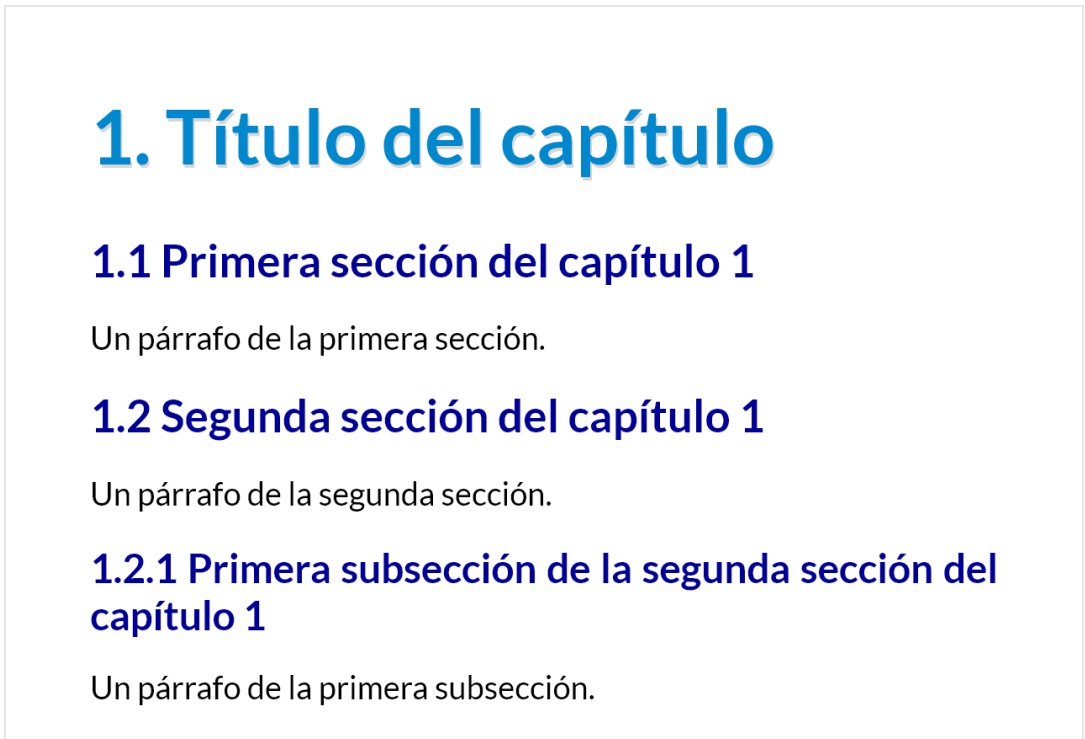 1. Título del capítulo
1.1 Primera sección del capítulo 1
Un párrafo de la primera sección.
1.2 Segunda sección del capítulo 1
Un párrafo de la segunda sección.
1.2.1 Primera subsección de la segunda sección del
capítulo 1
Un párrafo de la primera subsección.